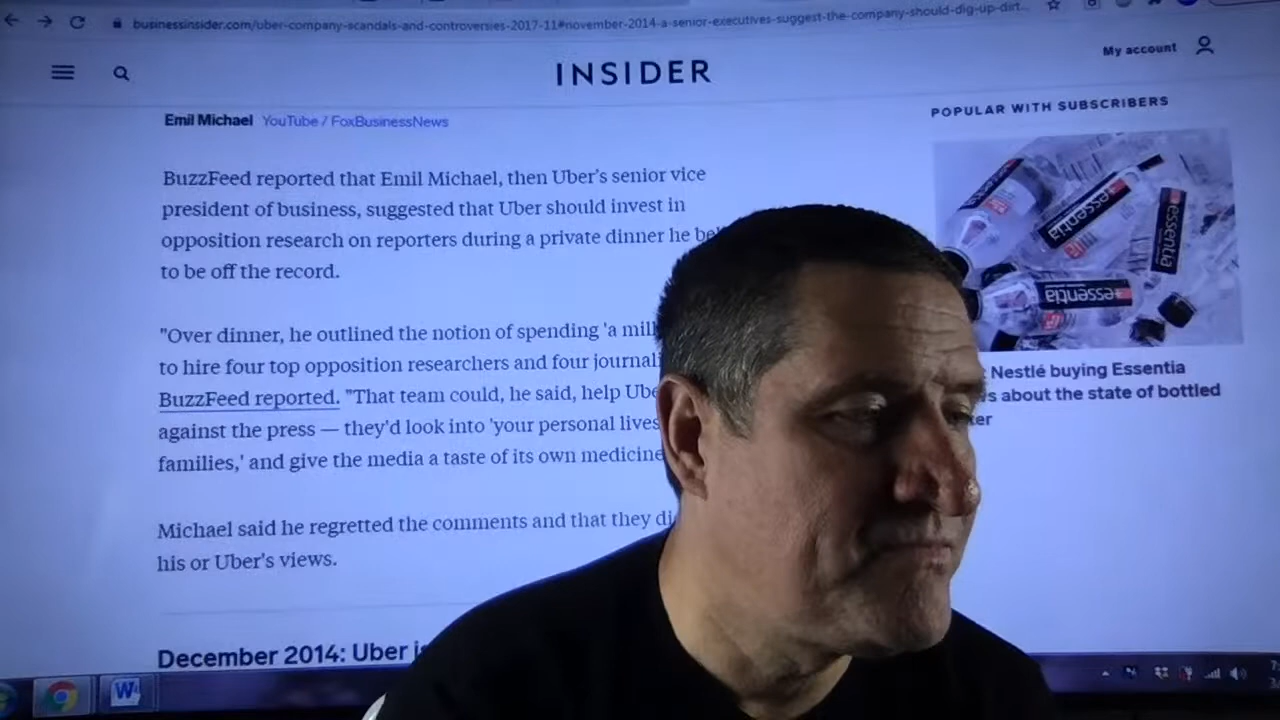 businessinsider.com/uber-company-scandals-and-controversies-2017-11#november-2014-a-senior-executives-suggest-the-company-should-dig-up-dirt...
INSIDER
My account
Emil Michael YouTube / FoxBusinessNews
BuzzFeed reported that Emil Michael, then Uber's senior vice
president of business, suggested that Uber should invest in
opposition research on reporters during a private dinner he
to be off the record.
"Over dinner, he outlined the notion of spending 'a
to hire four top opposition researchers and four
BuzzFeed reported. "That team could, he said, help
against the press — they'd look into 'your personal lives
families,' and give the media a taste of its own medicine
Michael said he regretted the comments and that they
his or Uber's views.
December 2014: Uber
POPULAR WITH SUBSCRIBERS
essentia
essentia
essentia
Nestlé buying Essentia
about the state of bottled
W